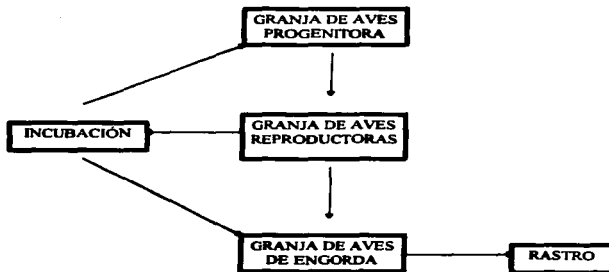 GRANJA DE AVES
PROGENITORA
INCUBACIÓN
GRANJA DE AVES
REPRODUCTORAS
GRANJA DE AVES
DE ENGORDA
RASTRO